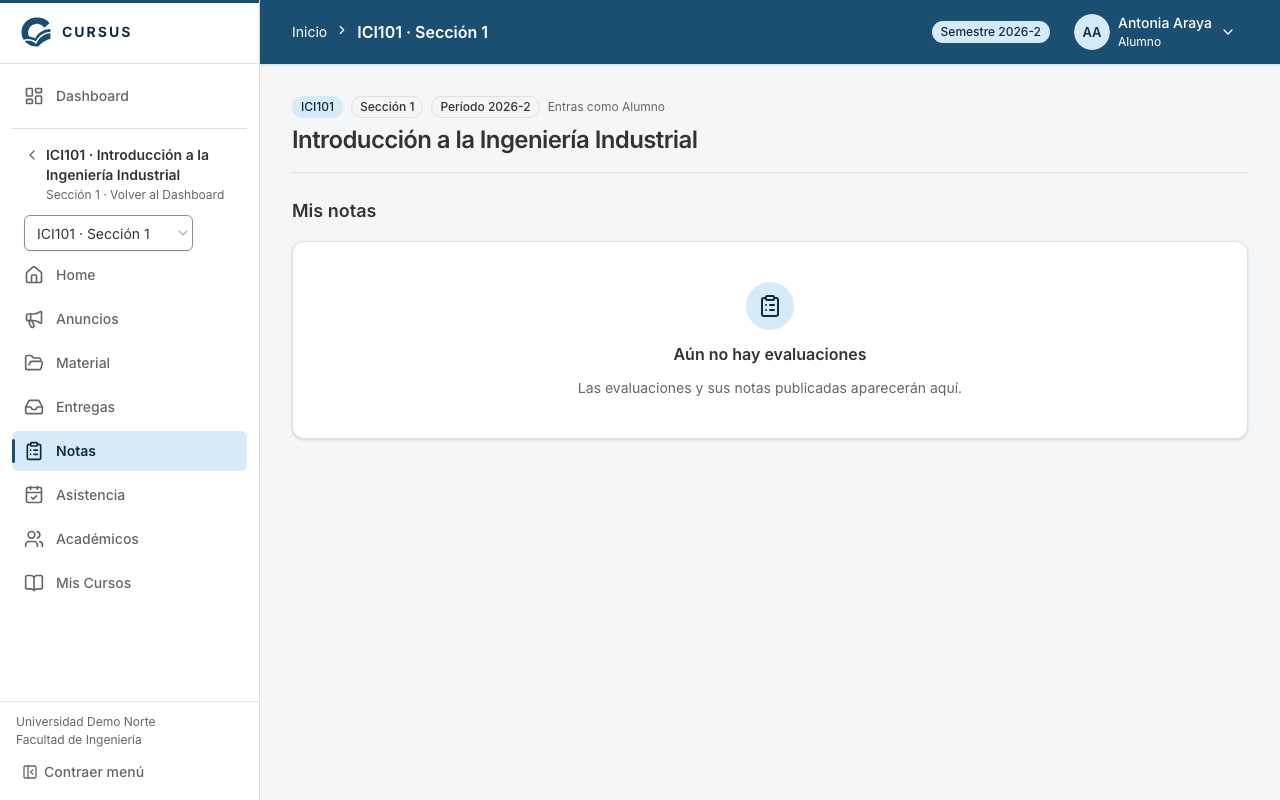 CURSUS
Inicio
ICI101 · Sección 1
Semestre 2026-2
AA
Antonia Araya
Alumno
Dashboard
ICI101 · Introducción a la
Ingeniería Industrial
Sección 1 · Volver al Dashboard
ICI101 · Sección 1
Home
Anuncios
Material
Entregas
Notas
Asistencia
Académicos
Mis Cursos
Universidad Demo Norte
Facultad de Ingeniería
Contraer menú
ICI101 Sección 1 Período 2026-2 Entras como Alumno
Introducción a la Ingeniería Industrial
Mis notas
Aún no hay evaluaciones
Las evaluaciones y sus notas publicadas aparecerán aquí.